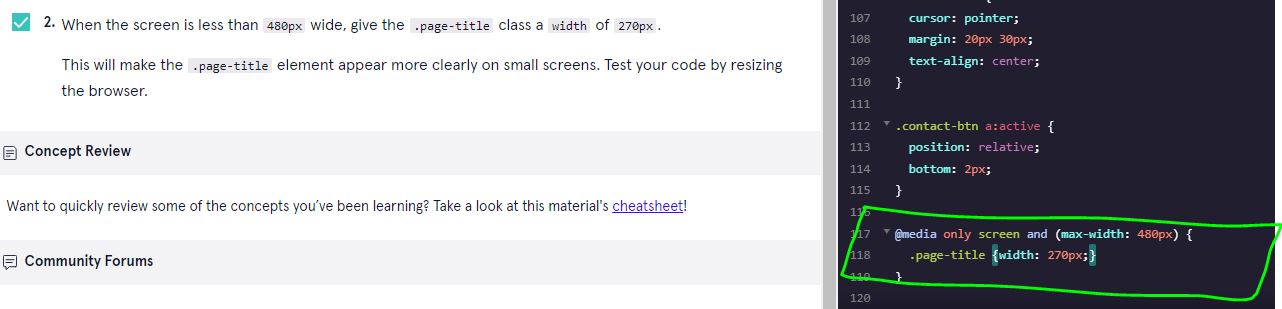 2. When the screen is less than 480px wide, give the .page-title class a width of 270px.
This will make the .page-title element appear more clearly on small screens. Test your code by resizing
the browser.
Concept Review
Want to quickly review some of the concepts you've been learning? Take a look at this material's cheatsheet!
Community Forums
107 cursor: pointer;
108 margin: 20px 30px;
109 text-align: center;
110 }
111
112 .contact-btn a:active {
113 position: relative;
114 bottom: 2px;
115 }
116
117 @media only screen and (max-width: 480px) {
118 .page-title {width: 270px;}
119 }
120